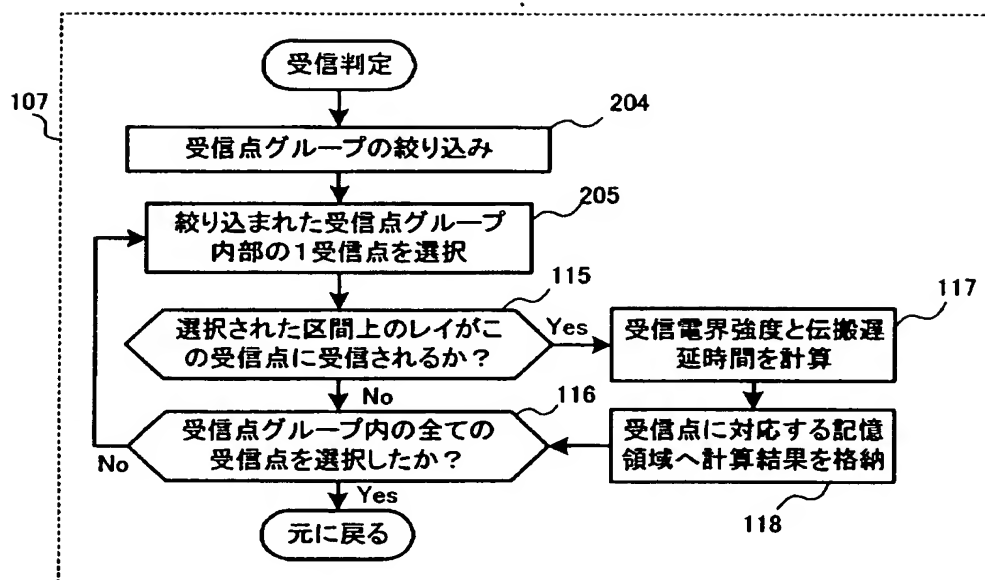 受信判定
107
204
受信点グループの絞り込み
205
絞り込まれた受信点グループ
内部の1受信点を選択
115
選択された区間上のレイがこ
の受信点に受信されるか？
Yes
117
受信電界強度と伝搬遅
延時間を計算
No
116
受信点グループ内の全ての
受信点を選択したか？
No
受信点に対応する記憶
領域へ計算結果を格納
118
Yes
元に戻る